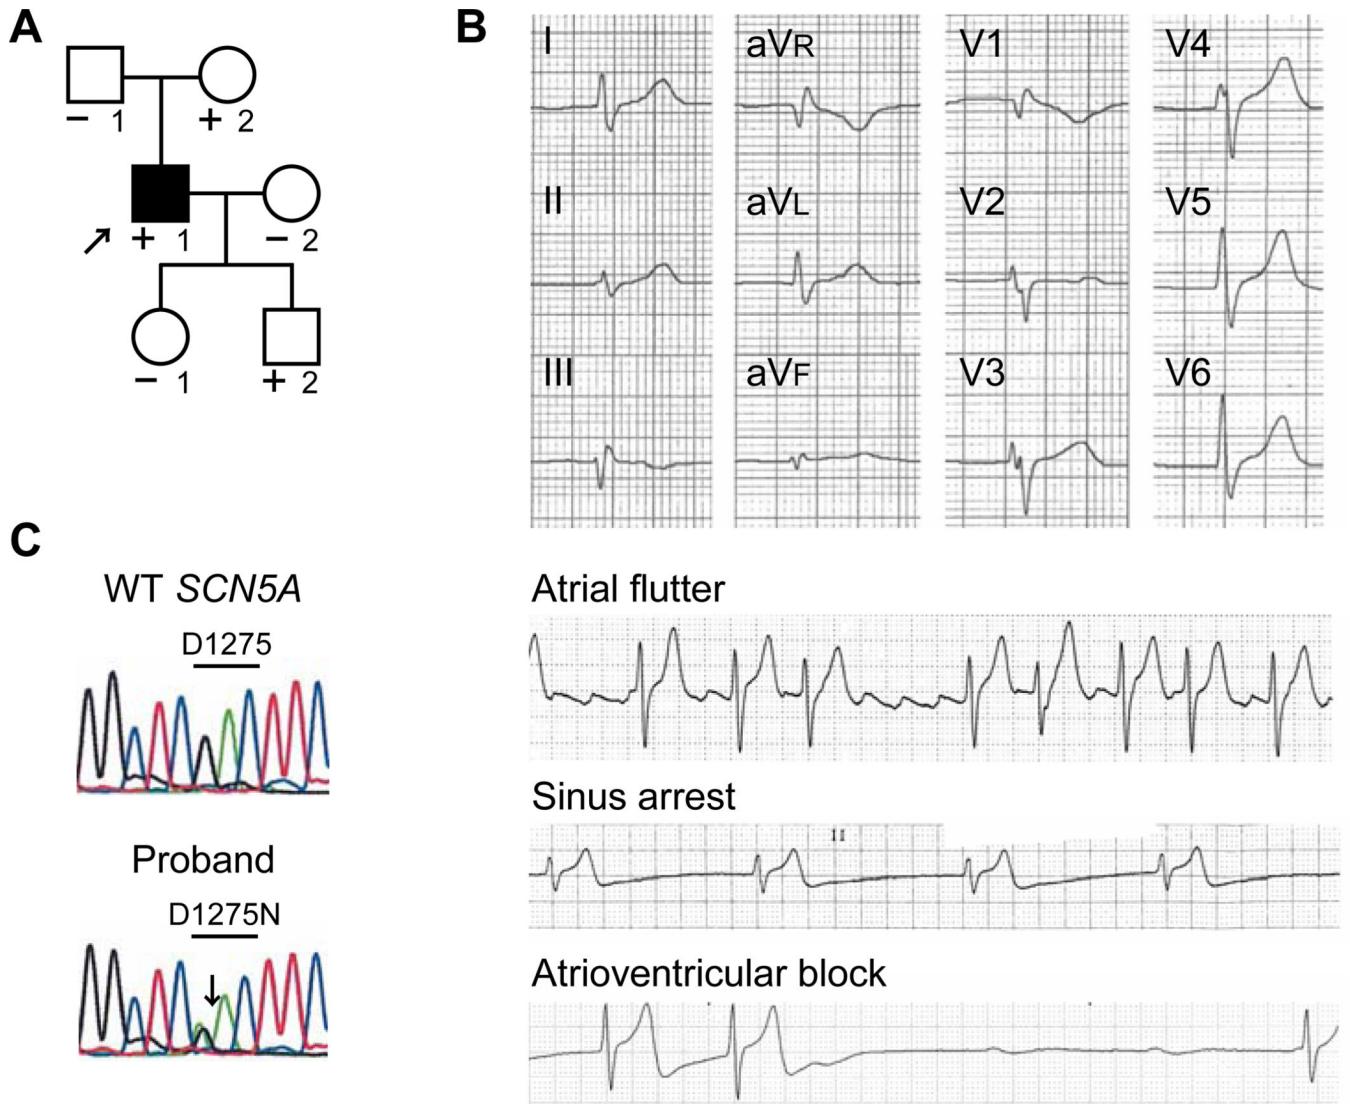 A
− 1
+ 2
+ 1
− 2
− 1
+ 2
B
I
aVR
V1
V4
II
aVL
V2
V5
III
aVF
V3
V6
C
WT SCN5A
D1275
Proband
D1275N
Atrial flutter
Sinus arrest
II
Atrioventricular block